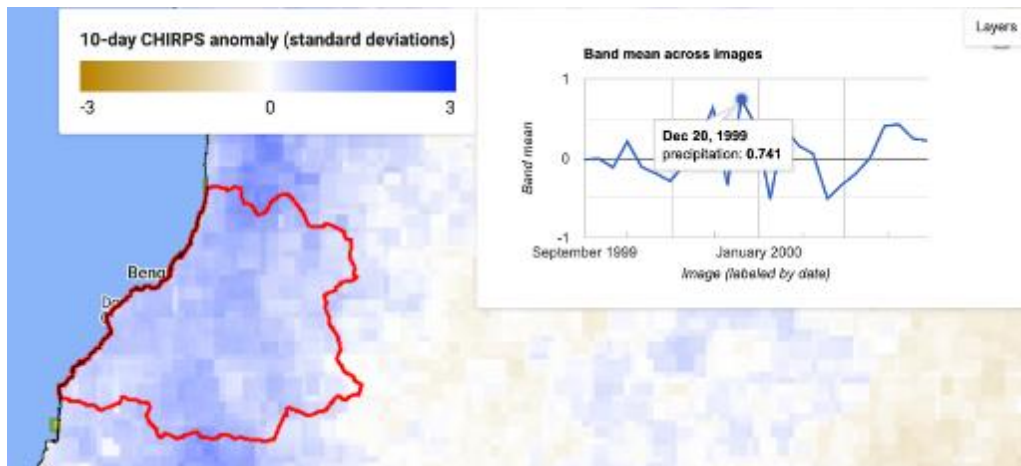 10-day CHIRPS anomaly (standard deviations)
-3 0 3
Layers
Band mean across images
1
Dec 20, 1999
precipitation: 0.741
0
-1
Band mean
September 1999 January 2000
Image (labeled by date)
Beng